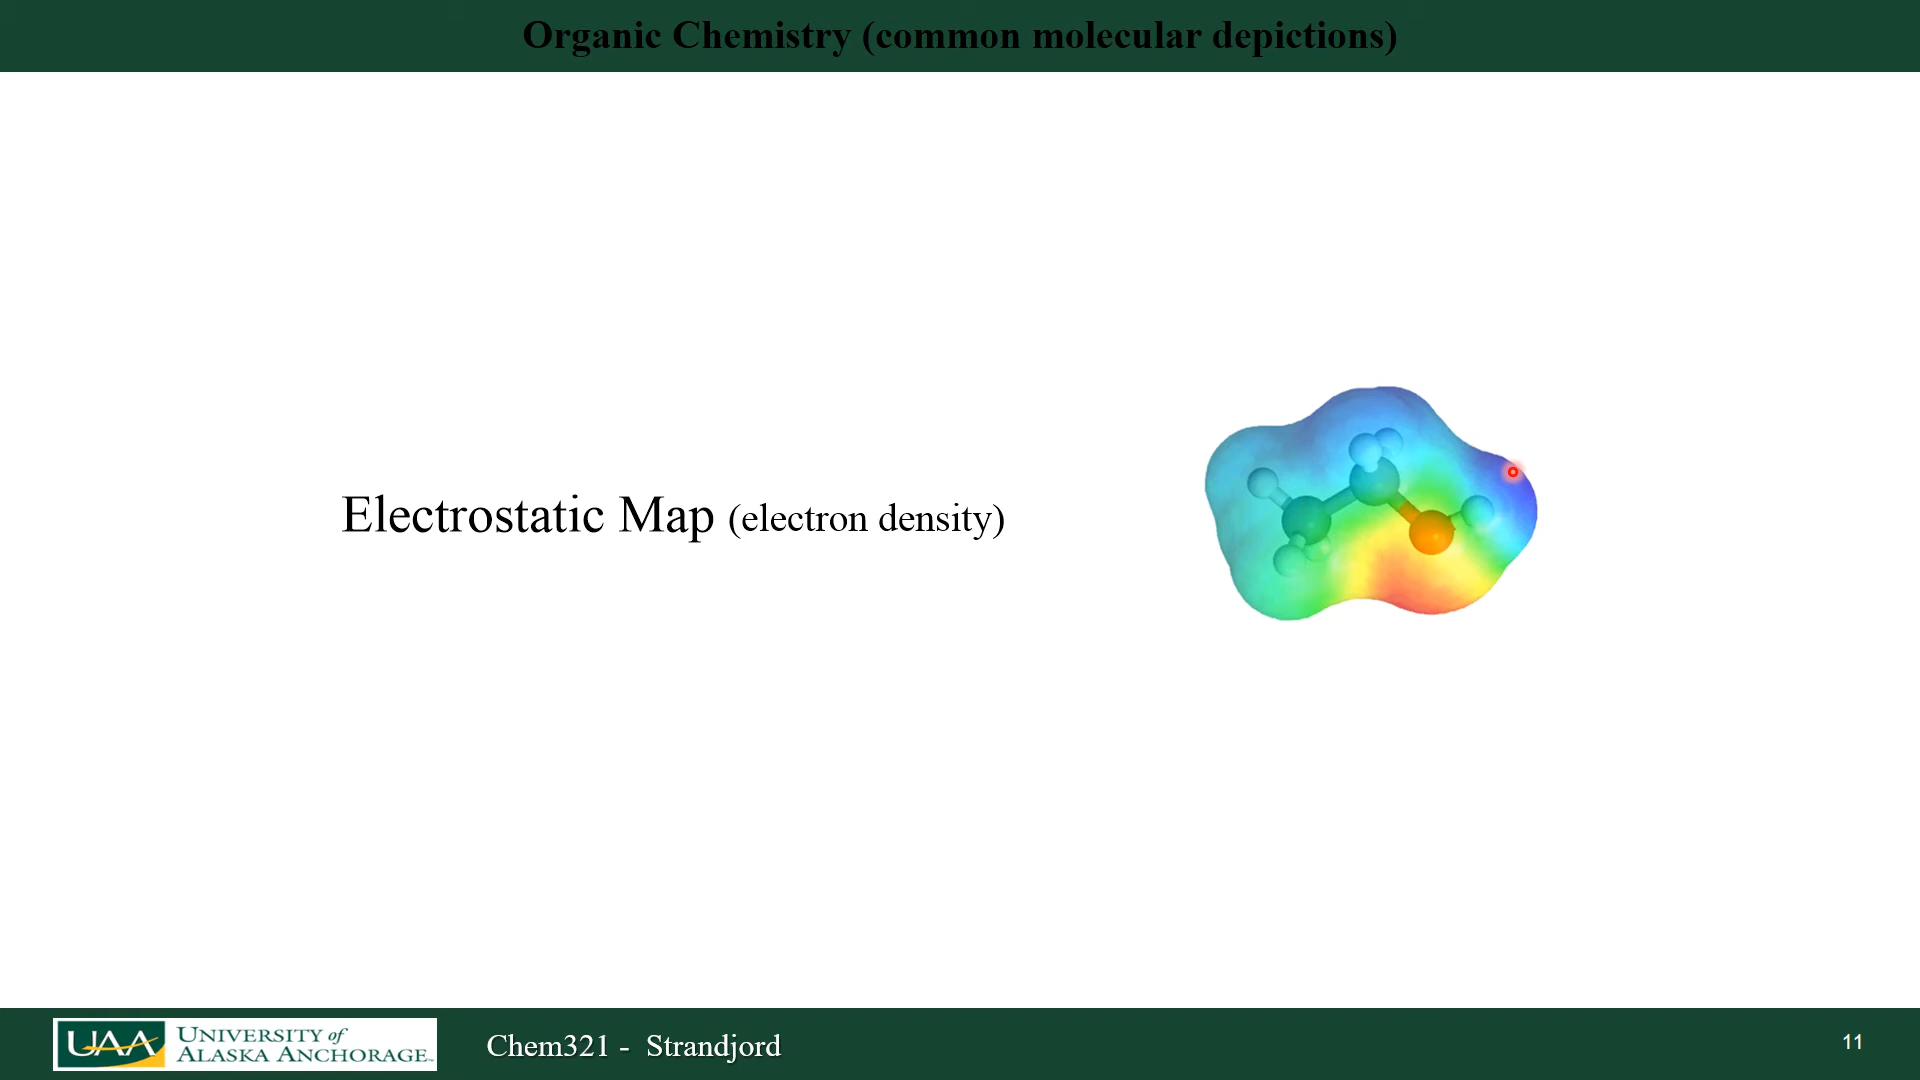 Organic Chemistry (common molecular depictions)
Electrostatic Map (electron density)
UAA
UNIVERSITY of
ALASKA ANCHORAGE
Chem321 - Strandjord
11